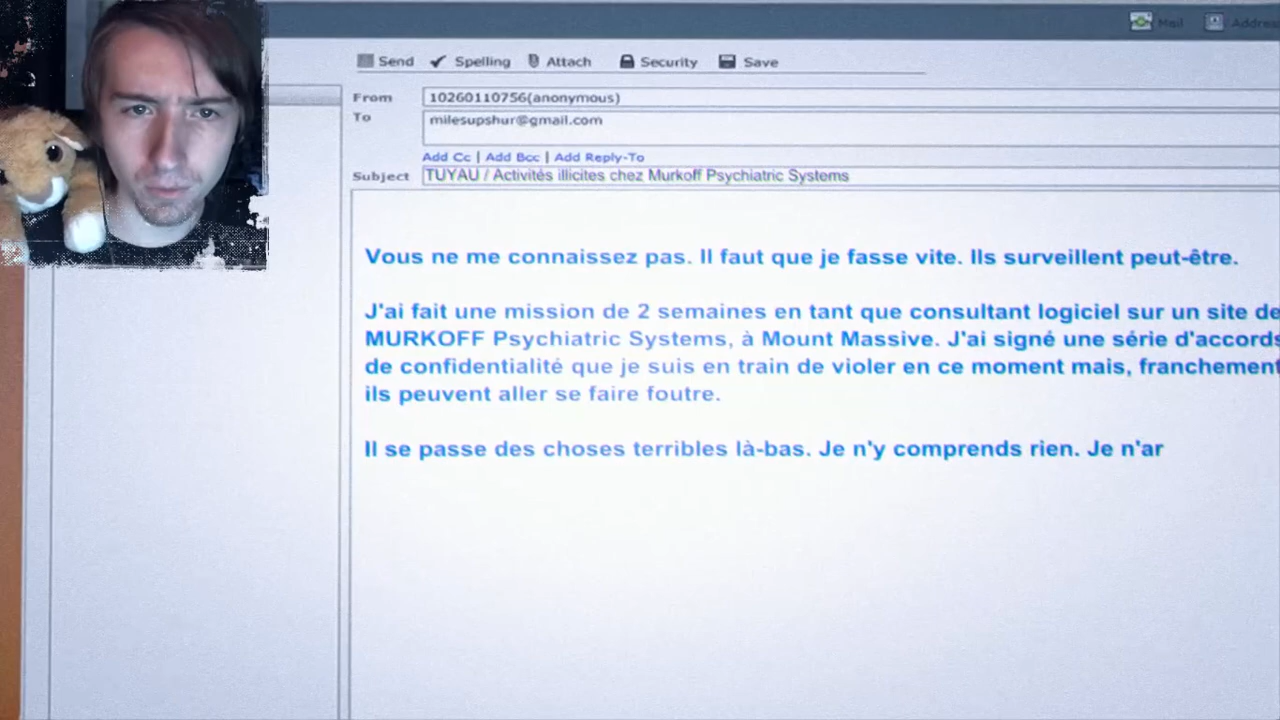 Mail Addres
Send Spelling Attach Security Save
From 10260110756(anonymous)
To milesupshur@gmail.com
Add Cc | Add Bcc | Add Reply-To
Subject TUYAU / Activités illicites chez Murkoff Psychiatric Systems
Vous ne me connaissez pas. Il faut que je fasse vite. Ils surveillent peut-être.
J'ai fait une mission de 2 semaines en tant que consultant logiciel sur un site de
MURKOFF Psychiatric Systems, à Mount Massive. J'ai signé une série d'accords
de confidentialité que je suis en train de violer en ce moment mais, franchement
ils peuvent aller se faire foutre.
Il se passe des choses terribles là-bas. Je n'y comprends rien. Je n'ar